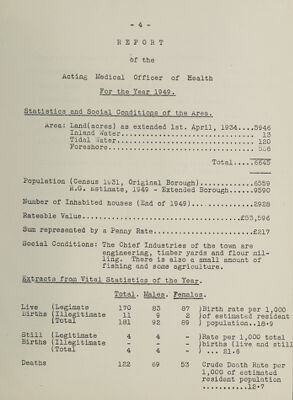 - 4 -
REPORT
of the
Acting Medical Officer of Health
For the Year 1949.
Statistics and Social Conditions of the Area.
Area: Land(acres) as extended 1st. April, 1934....5946
Inland Water....................... 13
Tidal Water........................ 120
Foreshore.......................... 566
Total....6645
Population (Census 1931, Original Borough).............6559
R.G. Estimate, 1949 - Extended Borough.....9590
Number of Inhabited houses (End of 1949)...............2928
Rateable Value.......................................£53,596
Sum represented by a Penny Rate........................£217
Social Conditions: The Chief Industries of the town are
engineering, timber yards and flour mil-
ling. There is also a small amount of
fishing and some agriculture.
Extracts from Vital Statistics of the Year.
Total. Males. Females.
Live (Legimate 170 83 87 )Birth rate per 1,000
Births (Illegitimate 11 9 2 )of estimated resident
(Total 181 92 89 ) population..18.9
Still (Legitimate 4 4 - )Rate per 1,000 total
Births (Illegitimate - - - )births (live and still
(Total 4 4 - ) ... 21.6
Deaths 122 69 53 Crude Death Rate per
1,000 of estimated
resident population
............12.7